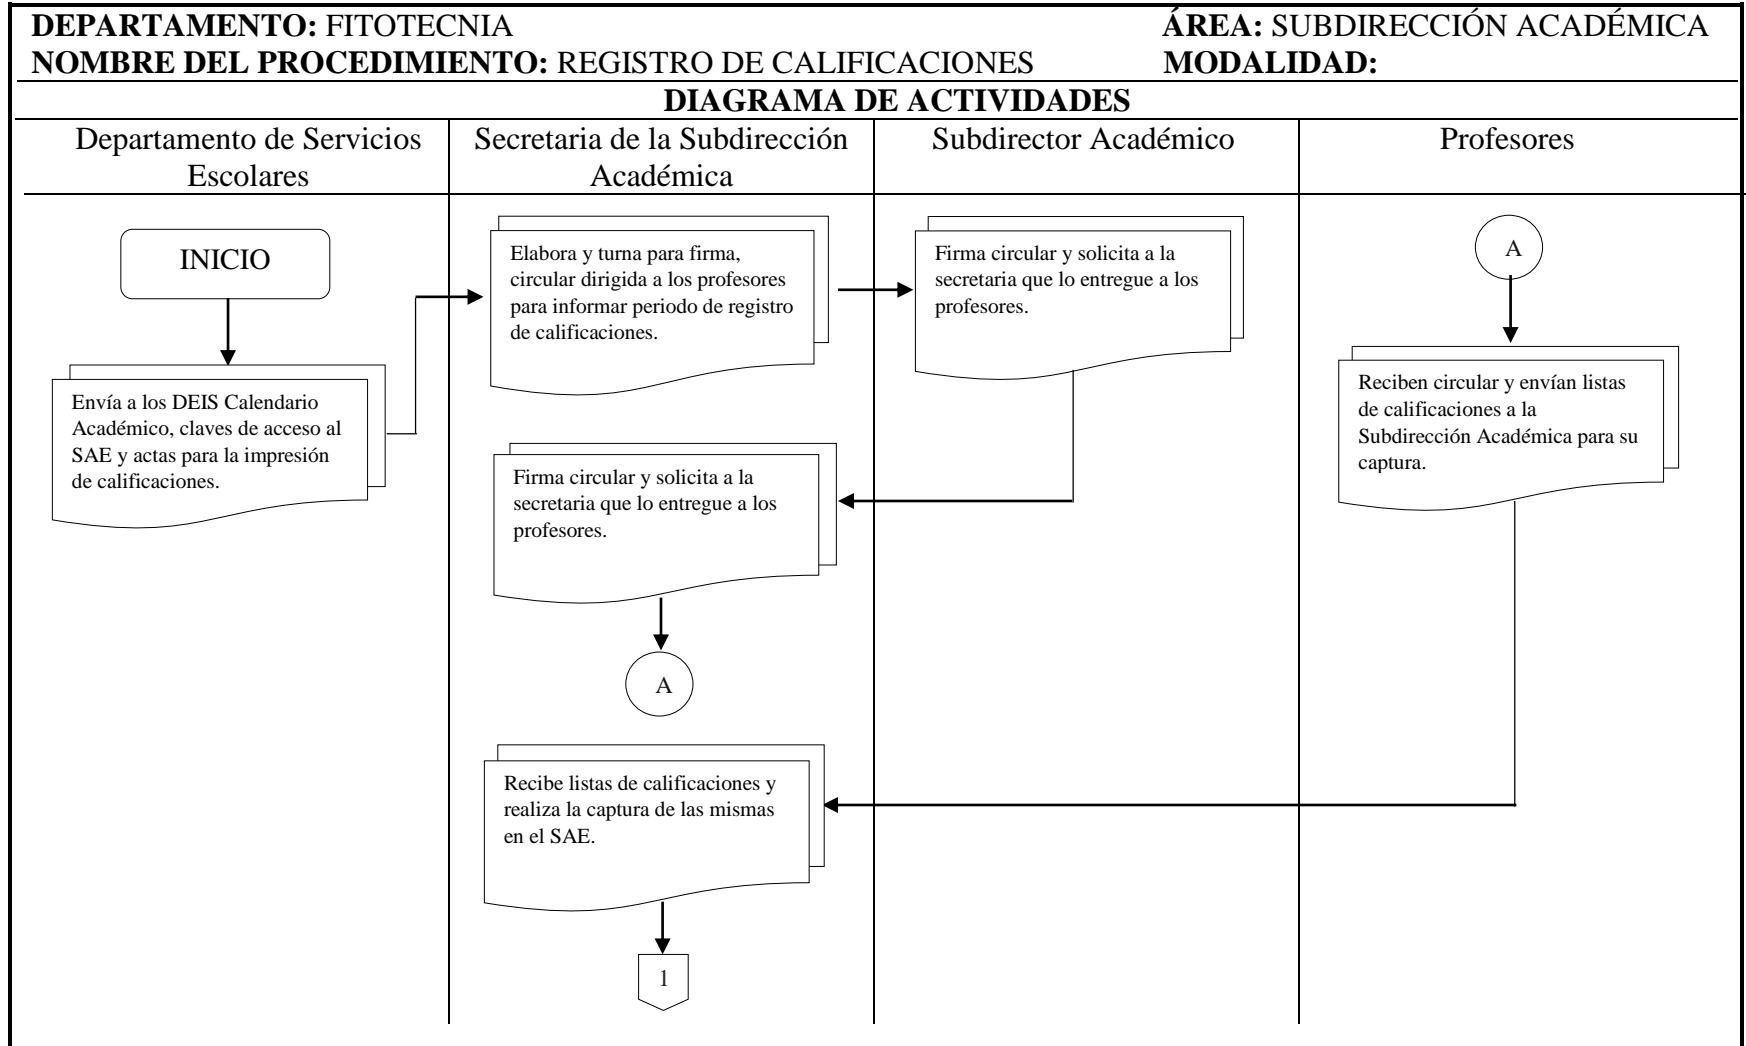 DEPARTAMENTO: FITOTECNIA ÁREA: SUBDIRECCIÓN ACADÉMICA
NOMBRE DEL PROCEDIMIENTO: REGISTRO DE CALIFICACIONES MODALIDAD:
DIAGRAMA DE ACTIVIDADES
Departamento de Servicios
Escolares
Secretaria de la Subdirección
Académica
Subdirector Académico
Profesores
INICIO
Envía a los DEIS Calendario
Académico, claves de acceso al
SAE y actas para la impresión
de calificaciones.
Elabora y turna para firma,
circular dirigida a los profesores
para informar periodo de registro
de calificaciones.
Firma circular y solicita a la
secretaria que lo entregue a los
profesores.
Firma circular y solicita a la
secretaria que lo entregue a los
profesores.
A
A
Reciben circular y envían listas
de calificaciones a la
Subdirección Académica para su
captura.
Recibe listas de calificaciones y
realiza la captura de las mismas
en el SAE.
1